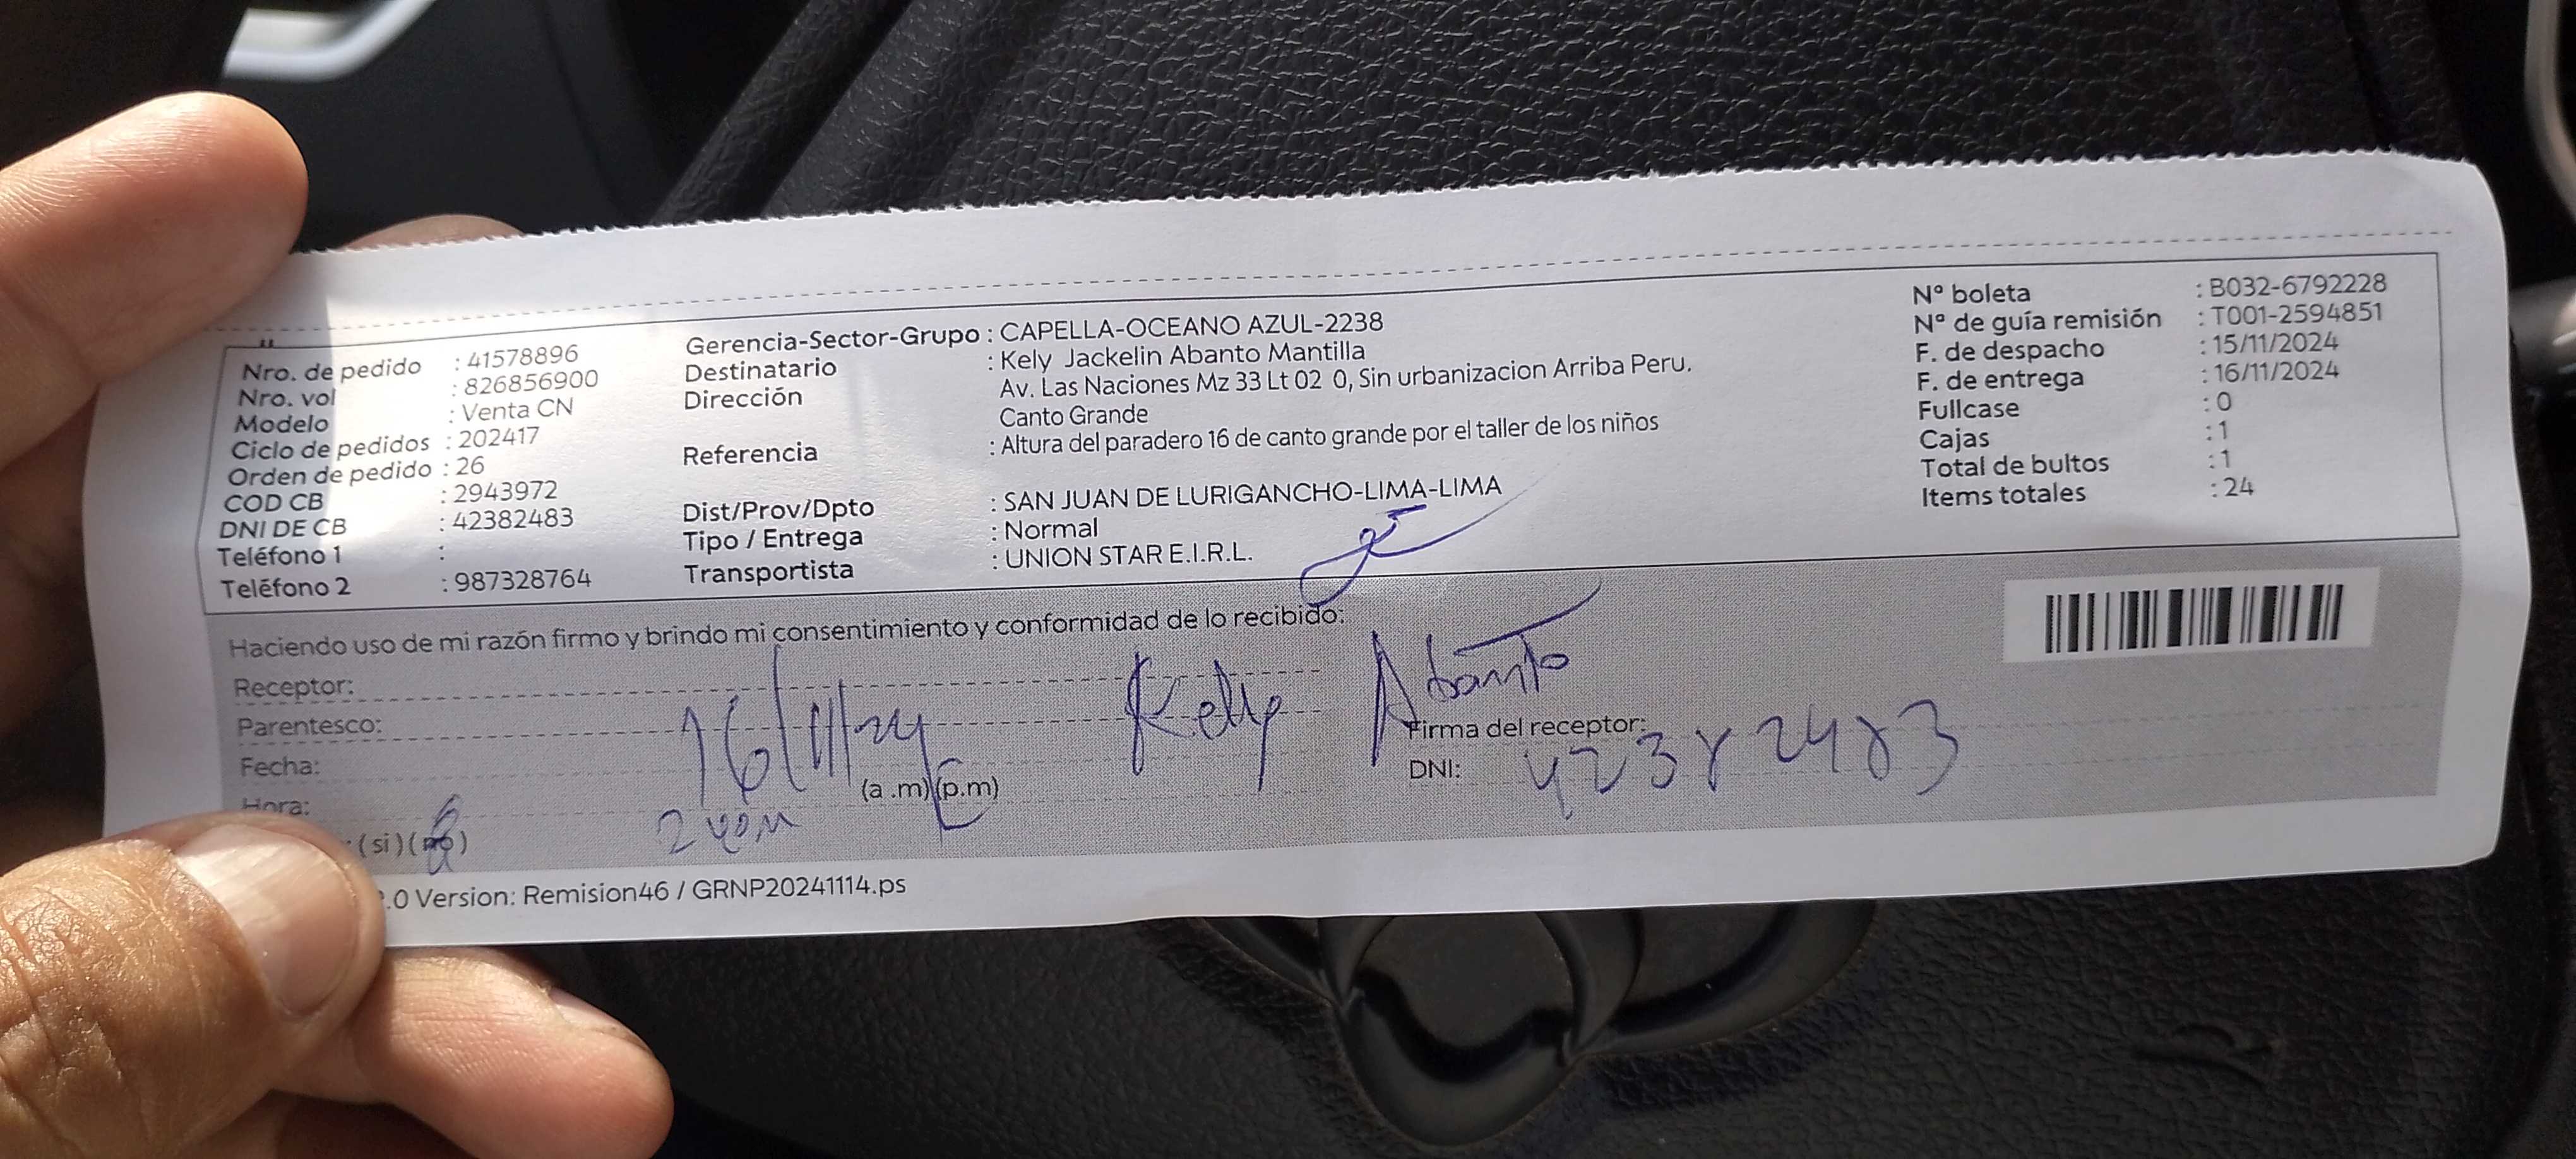 Nro. de pedido : 41578896
Nro. vol : 826856900
Modelo : Venta CN
Ciclo de pedidos : 202417
Orden de pedido : 26
COD CB : 2943972
DNI DE CB : 42382483
Teléfono 1 :
Teléfono 2 : 987328764
Gerencia-Sector-Grupo : CAPELLA-OCEANO AZUL-2238
Destinatario : Kely Jackelin Abanto Mantilla
Dirección Av. Las Naciones Mz 33 Lt 02 0, Sin urbanizacion Arriba Peru.
Canto Grande
Referencia : Altura del paradero 16 de canto grande por el taller de los niños
Dist/Prov/Dpto : SAN JUAN DE LURIGANCHO-LIMA-LIMA
Tipo / Entrega : Normal
Transportista : UNION STAR E.I.R.L.
Nº boleta : B032-6792228
Nº de guía remisión : T001-2594851
F. de despacho : 15/11/2024
F. de entrega : 16/11/2024
Fullcase : 0
Cajas : 1
Total de bultos : 1
Items totales : 24
Haciendo uso de mi razón firmo y brindo mi consentimiento y conformidad de lo recibido:
Receptor:
Parentesco:
Fecha: 16/11/24
Hora: (a .m) (p.m)
(si) (no)
Kely Abanto
Firma del receptor:
DNI: 42382483
.0 Version: Remision46 / GRNP20241114.ps